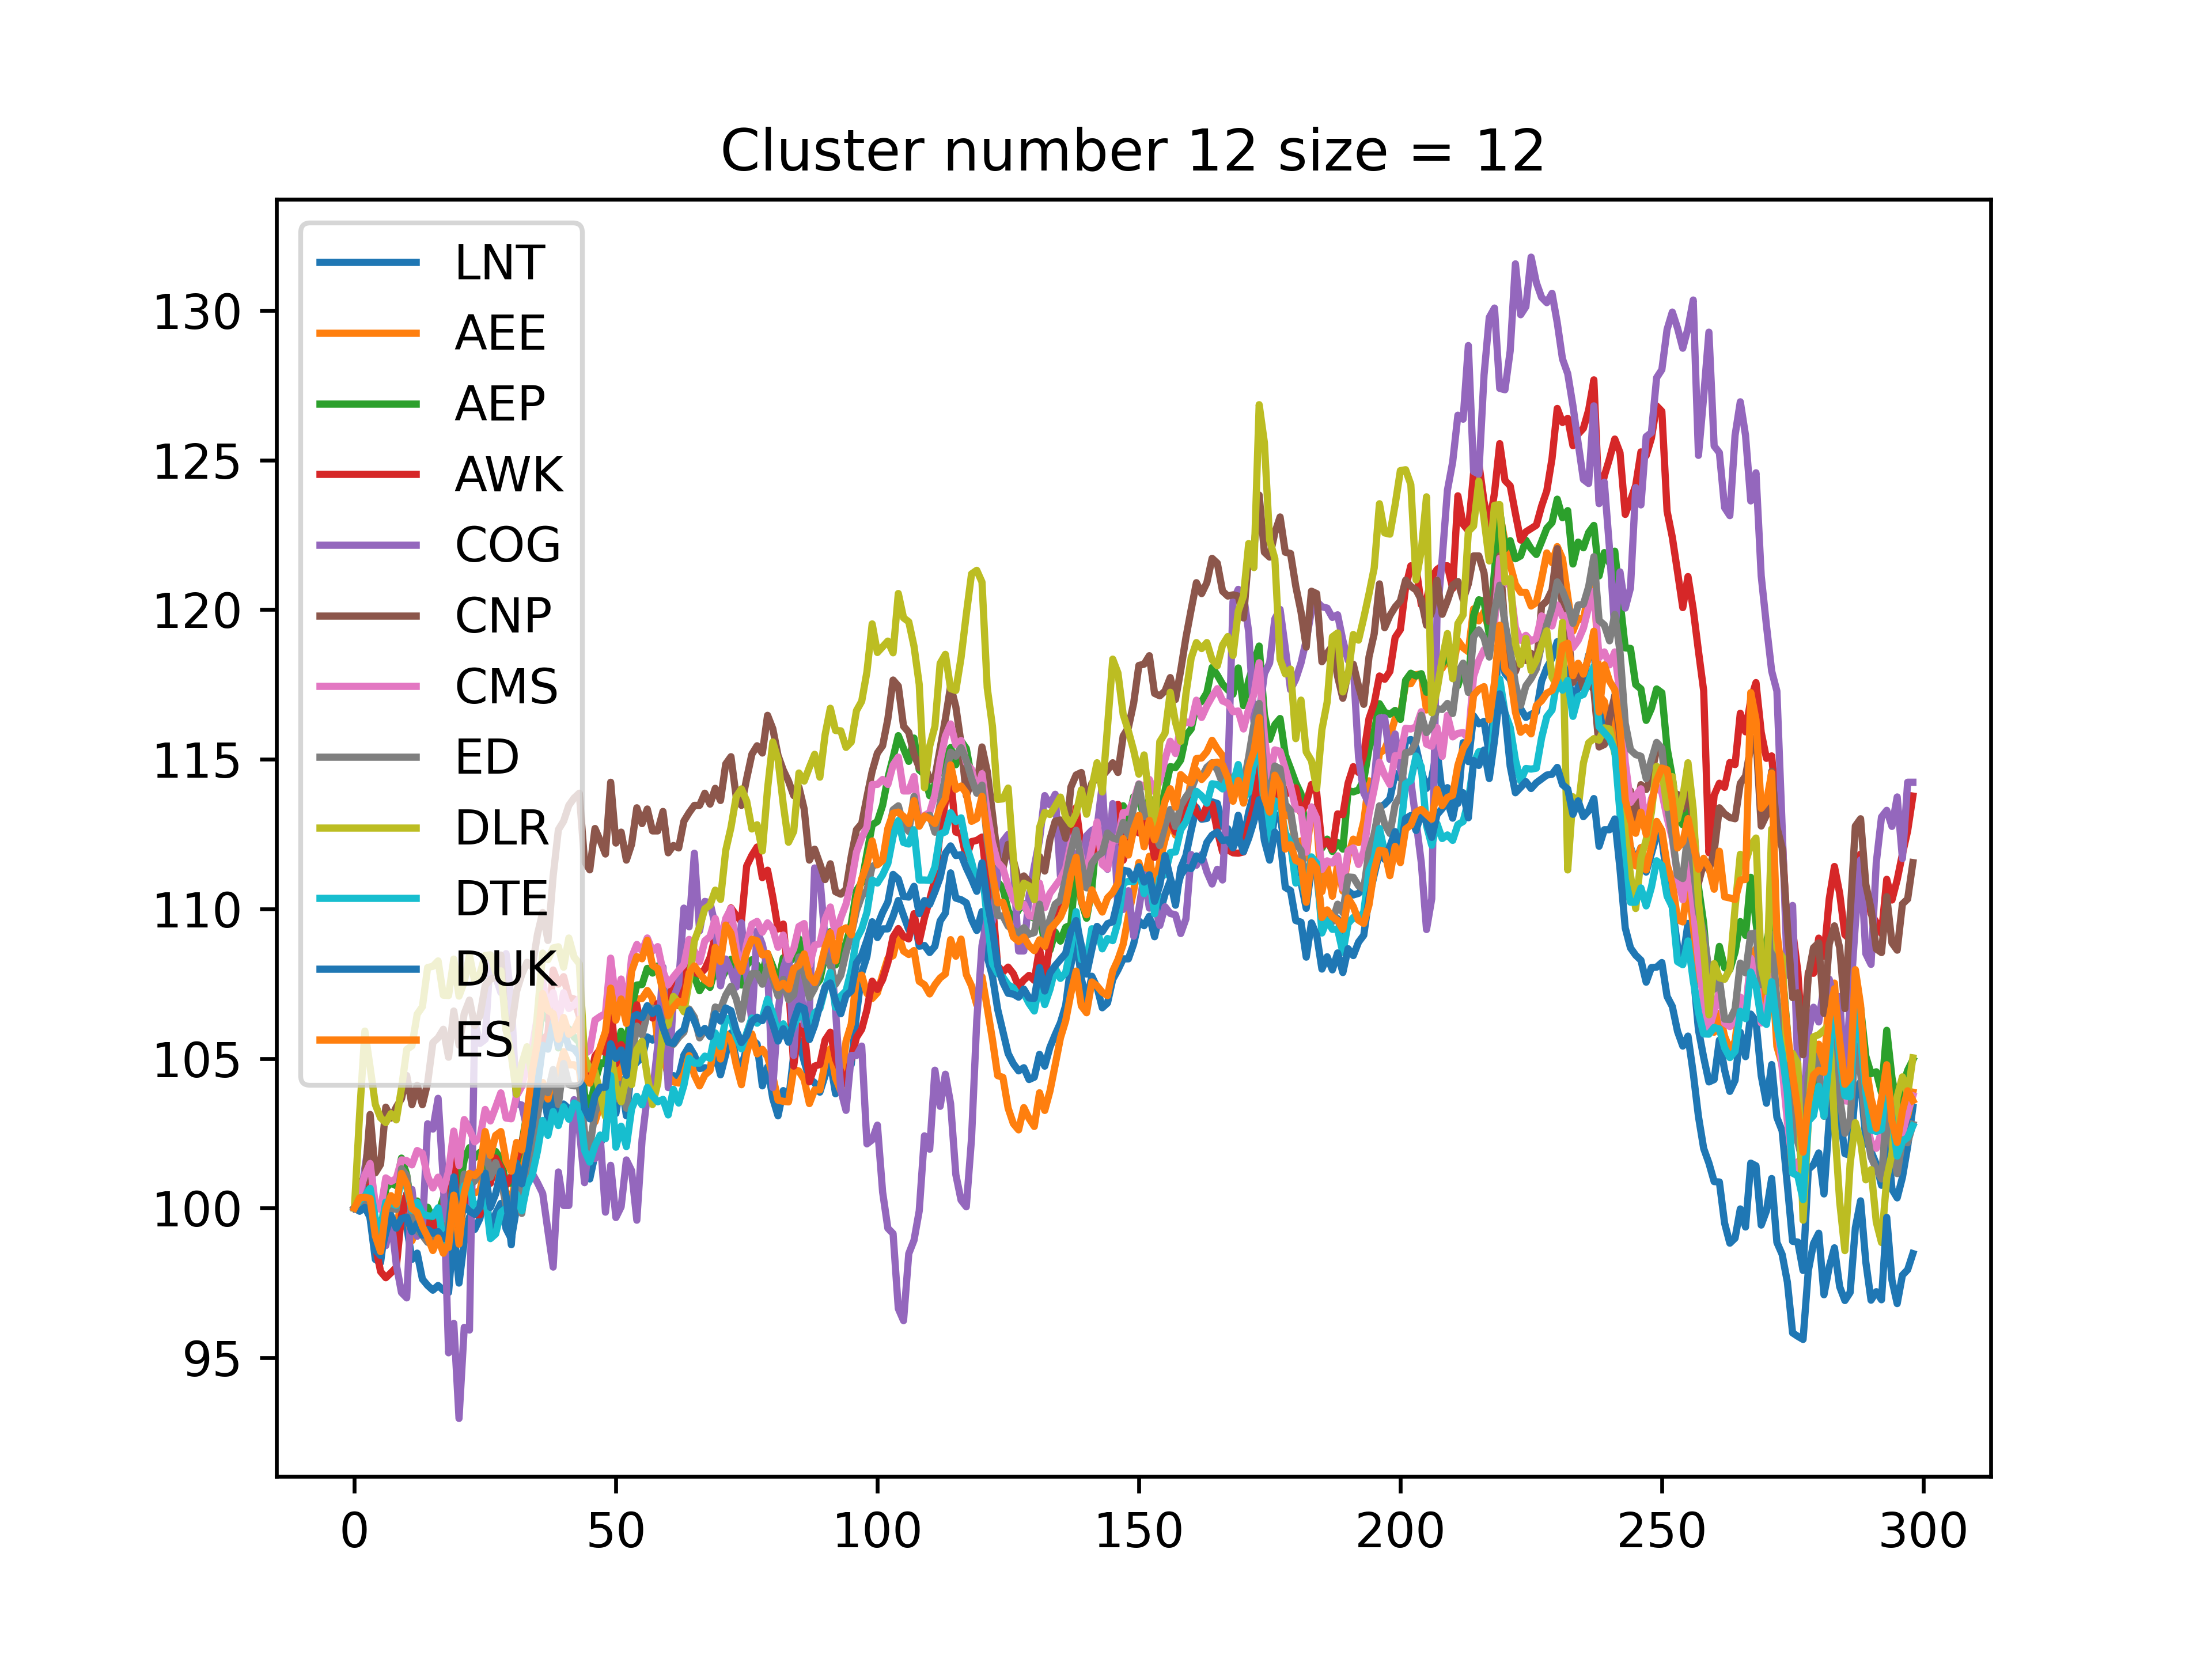 Cluster number 12 size = 12
LNT
AEE
AEP
AWK
COG
CNP
CMS
ED
DLR
DTE
DUK
ES
130
125
120
115
110
105
100
95
0 50 100 150 200 250 300